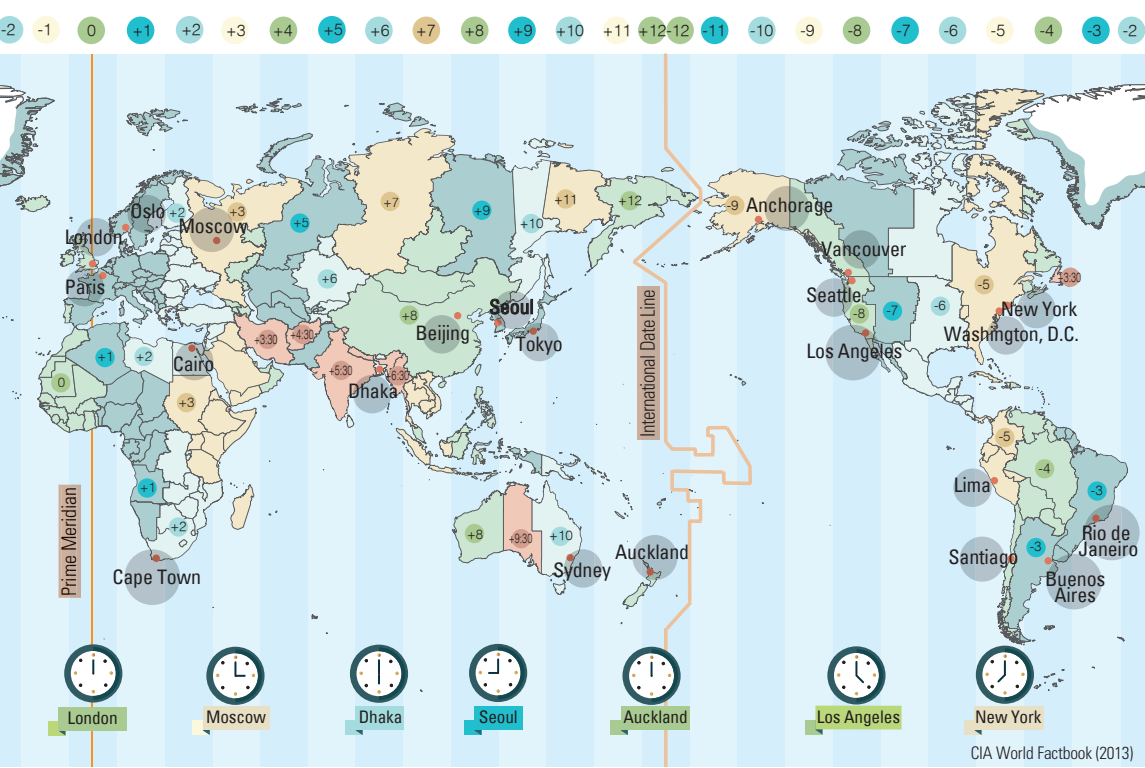 -2 -1 0 +1 +2 +3 +4 +5 +6 +7 +8 +9 +10 +11 +12 -12 -11 -10 -9 -8 -7 -6 -5 -4 -3 -2
Oslo
+2
+3
Moscow
London
Paris
+5
+7
+9
+10
+11
+12
-9
Anchorage
Vancouver
Seattle
-8
-7
-6
-5
-3:30
New York
Washington, D.C.
Los Angeles
+6
+8
Beijing
Seoul
Tokyo
International Date Line
+1
+2
Cairo
+3:30
+4:30
+5:30
+6:30
Dhaka
0
+3
+1
+2
Cape Town
Prime Meridian
+8
+9:30
+10
Sydney
Auckland
-5
-4
-3
Lima
Rio de
Janeiro
-3
Santiago
Buenos
Aires
London
Moscow
Dhaka
Seoul
Auckland
Los Angeles
New York
CIA World Factbook (2013)